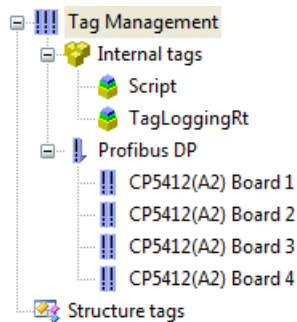 Tag Management
Internal tags
Script
TagLoggingRt
Profibus DP
CP5412(A2) Board 1
CP5412(A2) Board 2
CP5412(A2) Board 3
CP5412(A2) Board 4
Structure tags